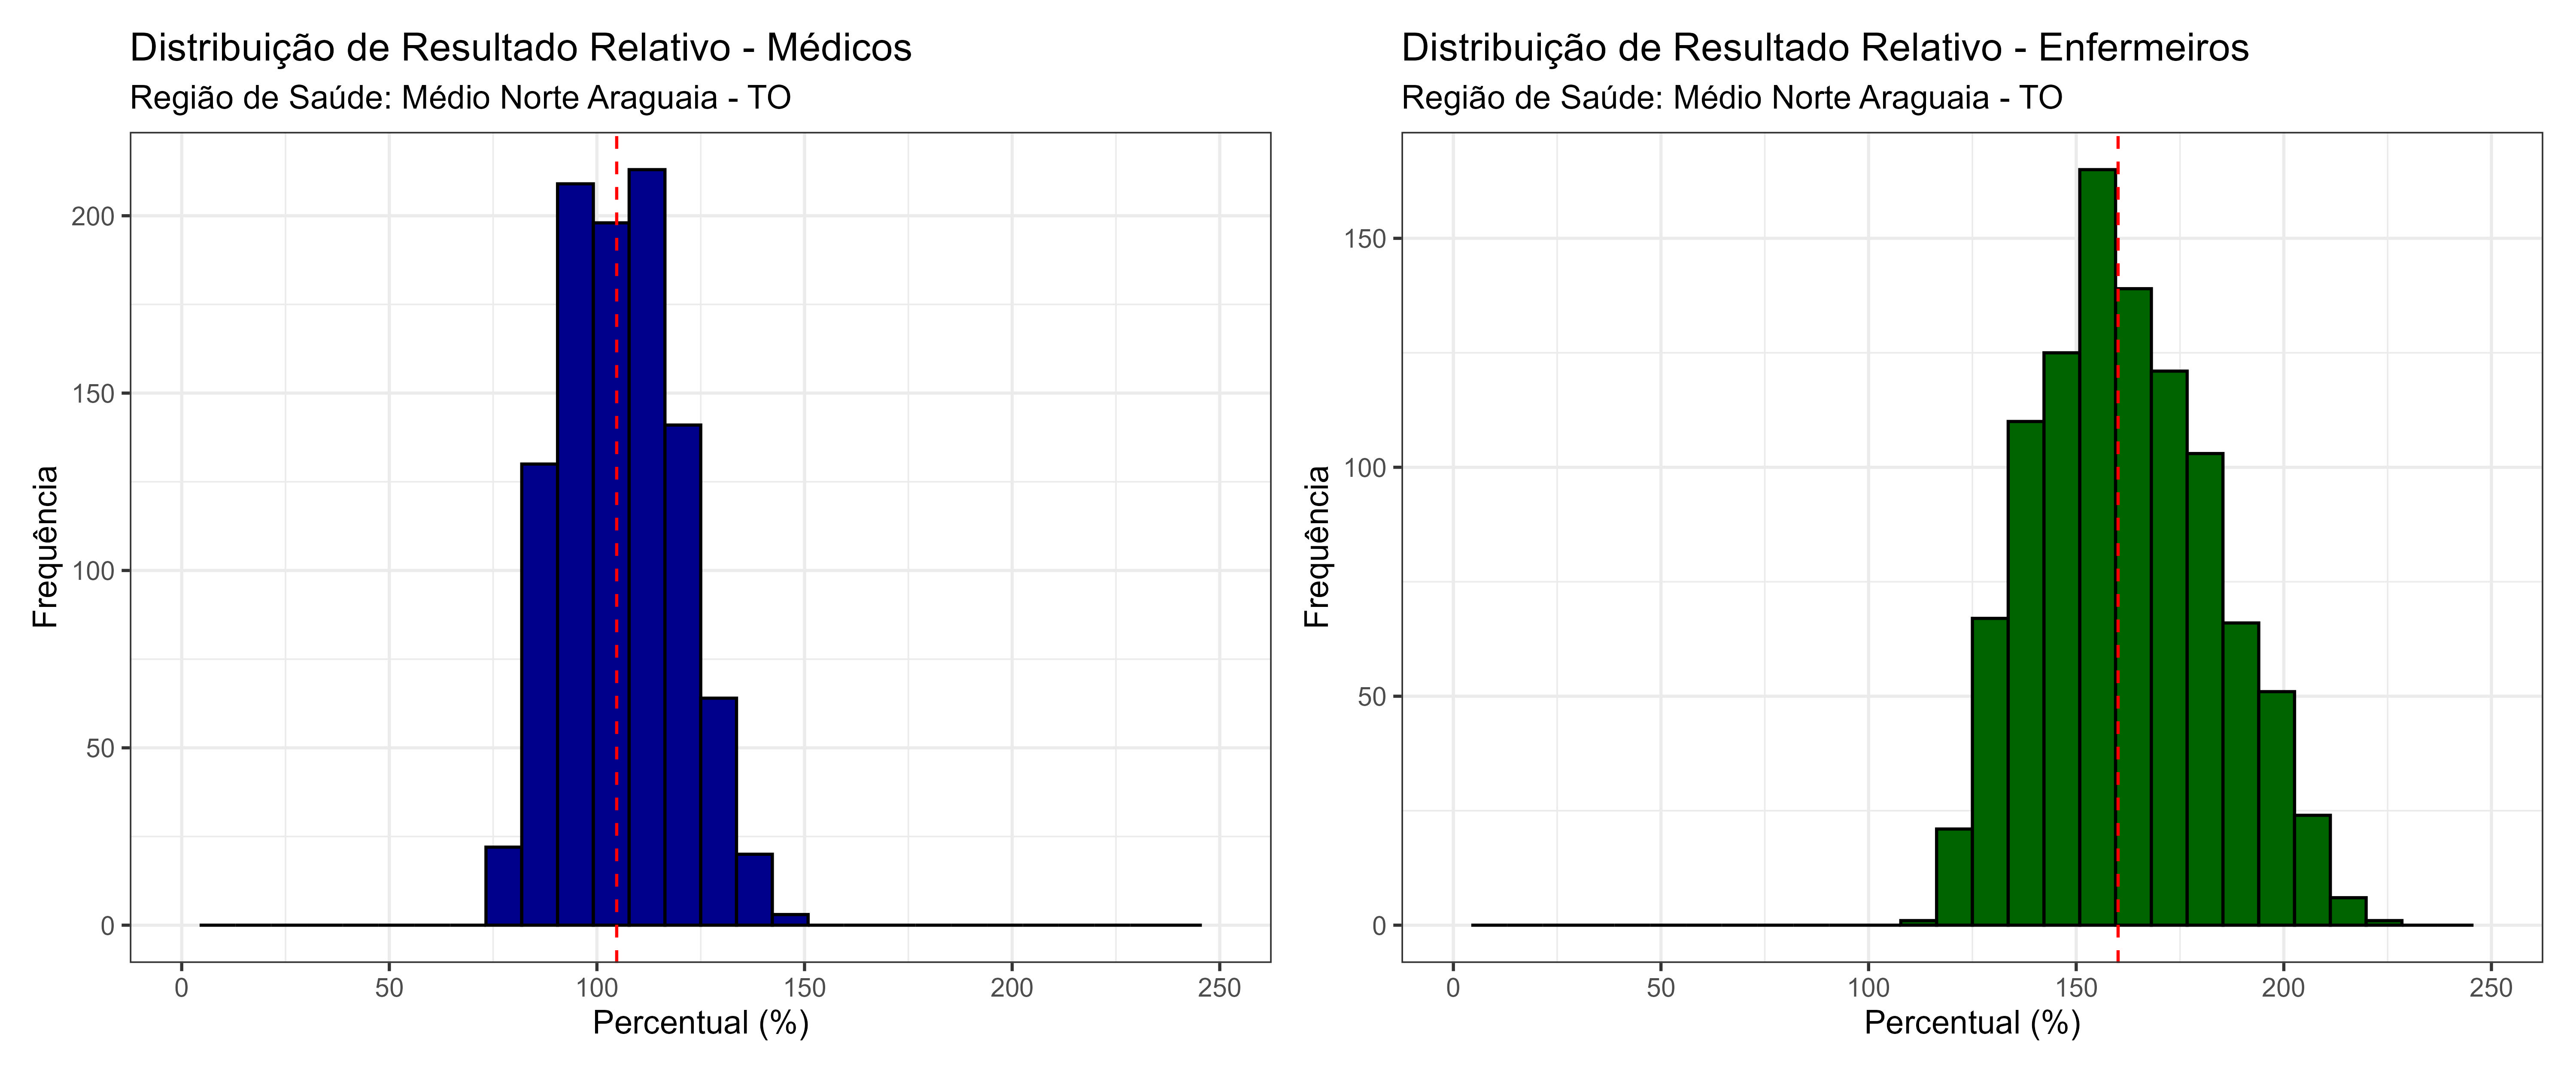 Distribuição de Resultado Relativo - Médicos
Região de Saúde: Médio Norte Araguaia - TO
Frequência
200
150
100
50
0
0 50 100 150 200 250
Percentual (%)
Distribuição de Resultado Relativo - Enfermeiros
Região de Saúde: Médio Norte Araguaia - TO
Frequência
150
100
50
0
0 50 100 150 200 250
Percentual (%)